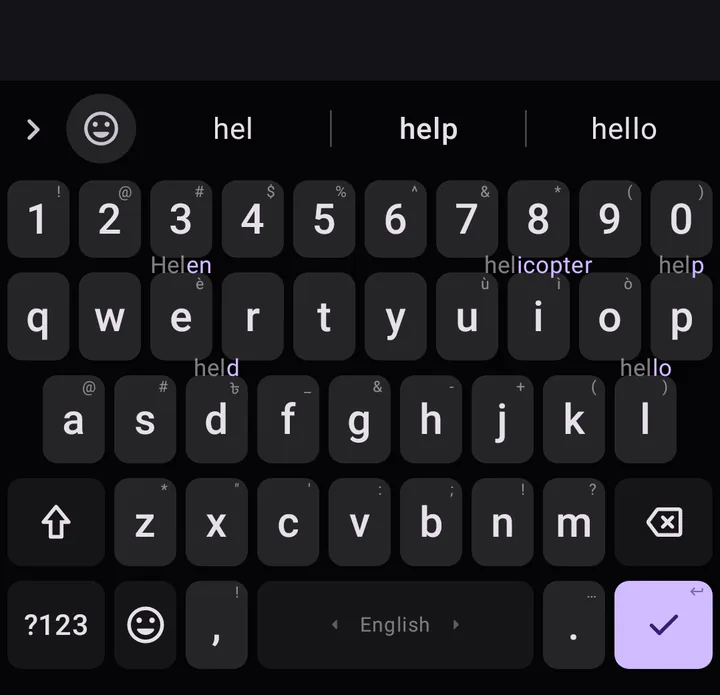 hel help hello
! @ # $ % ^ & * ( )
1 2 3 4 5 6 7 8 9 0
Helen helicopter help
è ù ì ò
q w e r t y u i o p
held hello
@ # ъ _ & - + ( )
a s d f g h j k l
* " ' : ; ! ?
z x c v b n m
! … ↵
?123 , English .